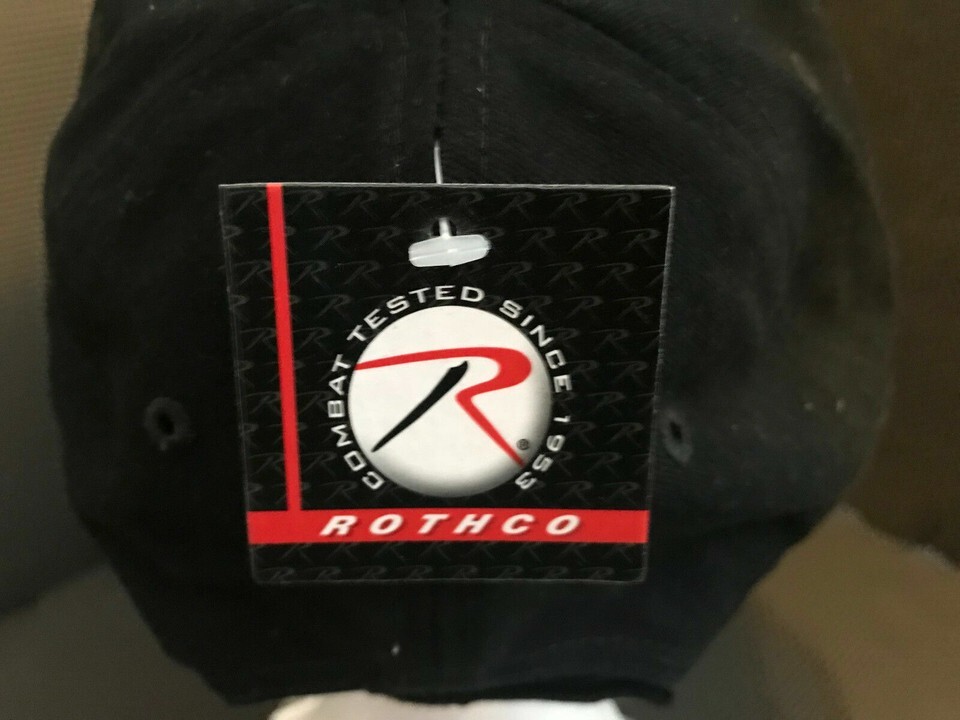 COMBAT TESTED SINCE 1953
R
®
ROTHCO